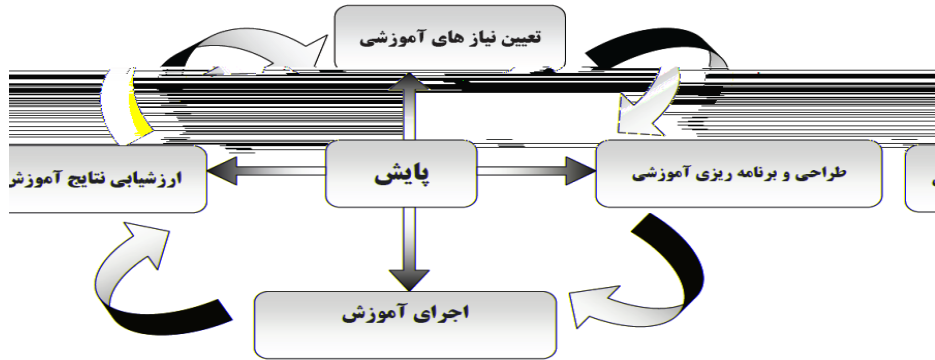 تعیین نیاز های آموزشی
طراحی و برنامه ریزی آموزشی
پایش
ارزشیابی نتایج آموزش
اجرای آموزش